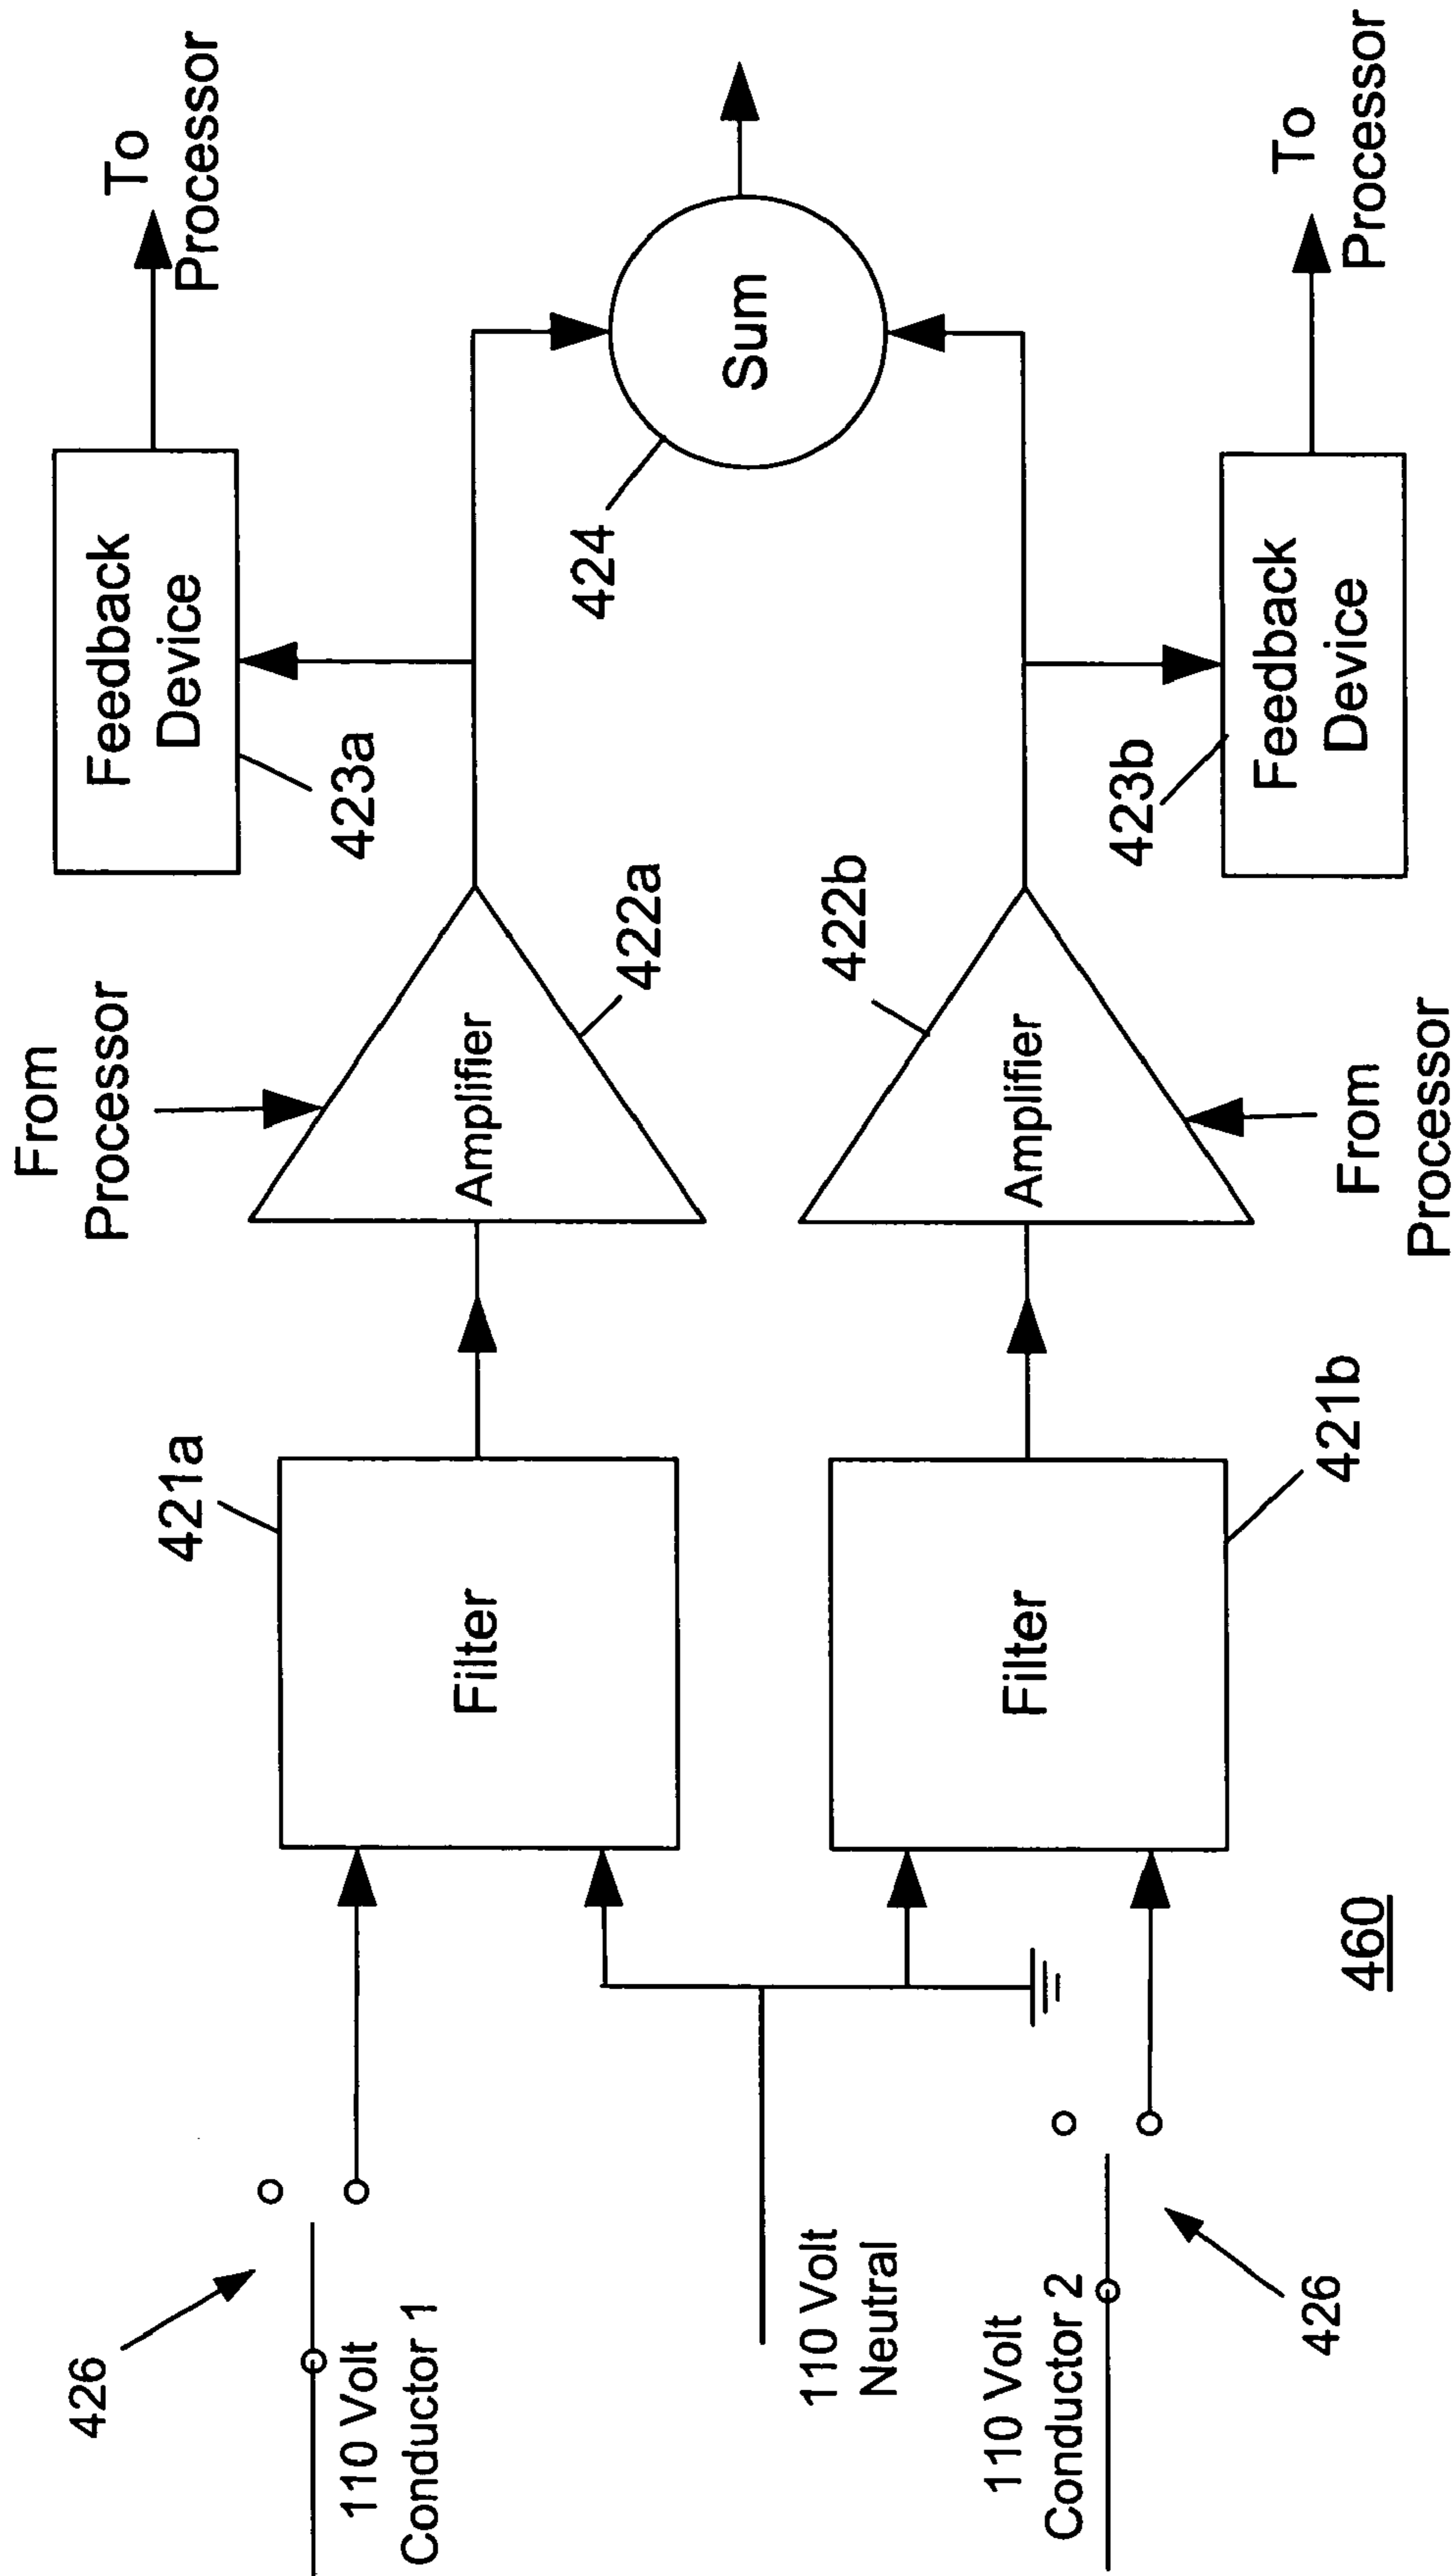 From
Processor
To
Processor
Feedback
Device
423a
421a
Filter
Amplifier
422a
424
Sum
426
110 Volt
Conductor 1
110 Volt
Neutral
110 Volt
Conductor 2
426
Filter
421b
Amplifier
422b
From
Processor
423b
Feedback
Device
To
Processor
460